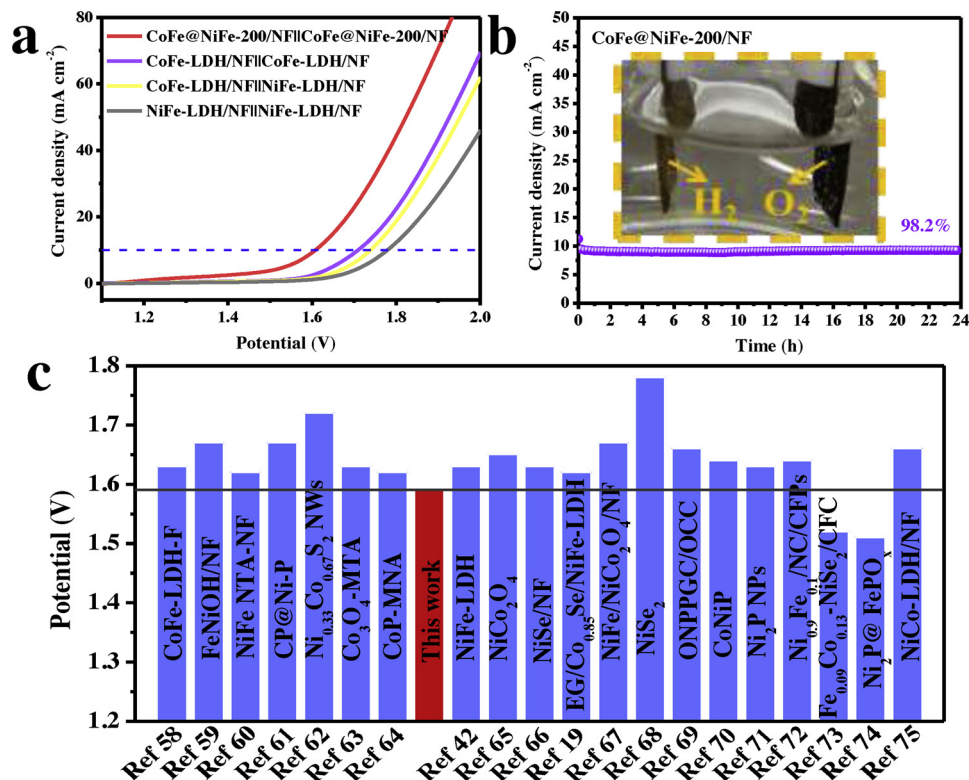 a
80
60
40
20
0
Current density (mA cm⁻²)
CoFe@NiFe-200/NF||CoFe@NiFe-200/NF
CoFe-LDH/NF||CoFe-LDH/NF
CoFe-LDH/NF||NiFe-LDH/NF
NiFe-LDH/NF||NiFe-LDH/NF
1.2 1.4 1.6 1.8 2.0
Potential (V)
b
50
45
40
35
30
25
20
15
10
5
0
Current density (mA cm⁻²)
CoFe@NiFe-200/NF
H₂ O₂
98.2%
0 2 4 6 8 10 12 14 16 18 20 22 24
Time (h)
c
1.8
1.7
1.6
1.5
1.4
1.3
1.2
Potential (V)
CoFe-LDH-F
FeNiOH/NF
NiFe NTA-NF
CP@Ni-P
Ni₀.₃₃Co₀.₆₇S₂ NWs
Co₃O₄-MTA
CoP-MNA
This work
NiFe-LDH
NiCo₂O₄
NiSe/NF
EG/Co₀.₈₅Se/NiFe-LDH
NiFe/NiCo₂O₄/NF
NiSe₂
ONPPGC/OCC
CoNiP
Ni₂P NPs
Ni₀.₉Fe₀.₁/NC/CFPs
Fe₀.₀₉Co₀.₁₃-NiSe₂/CFC
Ni₂P@ FePOₓ
NiCo-LDH/NF
Ref 58
Ref 59
Ref 60
Ref 61
Ref 62
Ref 63
Ref 64
Ref 42
Ref 65
Ref 66
Ref 19
Ref 67
Ref 68
Ref 69
Ref 70
Ref 71
Ref 72
Ref 73
Ref 74
Ref 75